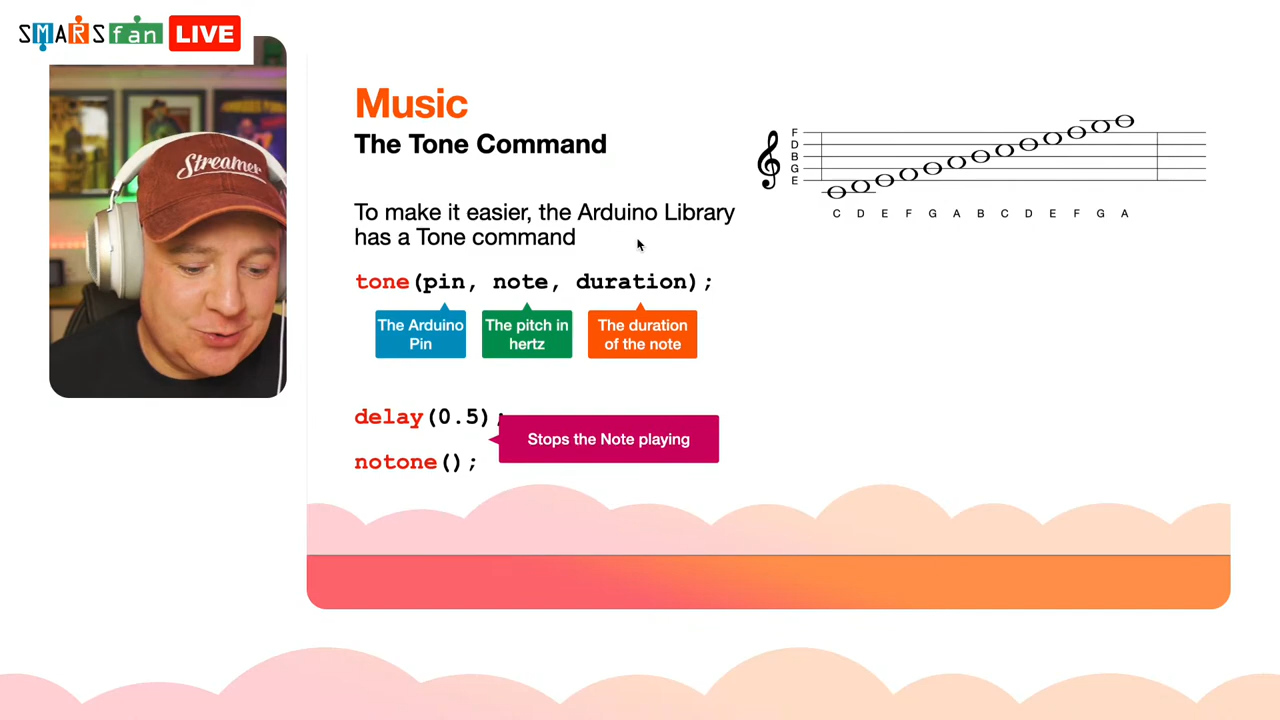 SMARSfan LIVE
Streamer
Music
The Tone Command
To make it easier, the Arduino Library
has a Tone command
tone(pin, note, duration);
The Arduino
Pin
The pitch in
hertz
The duration
of the note
delay(0.5);
Stops the Note playing
notone();
F
D
B
G
E
C D E F G A B C D E F G A